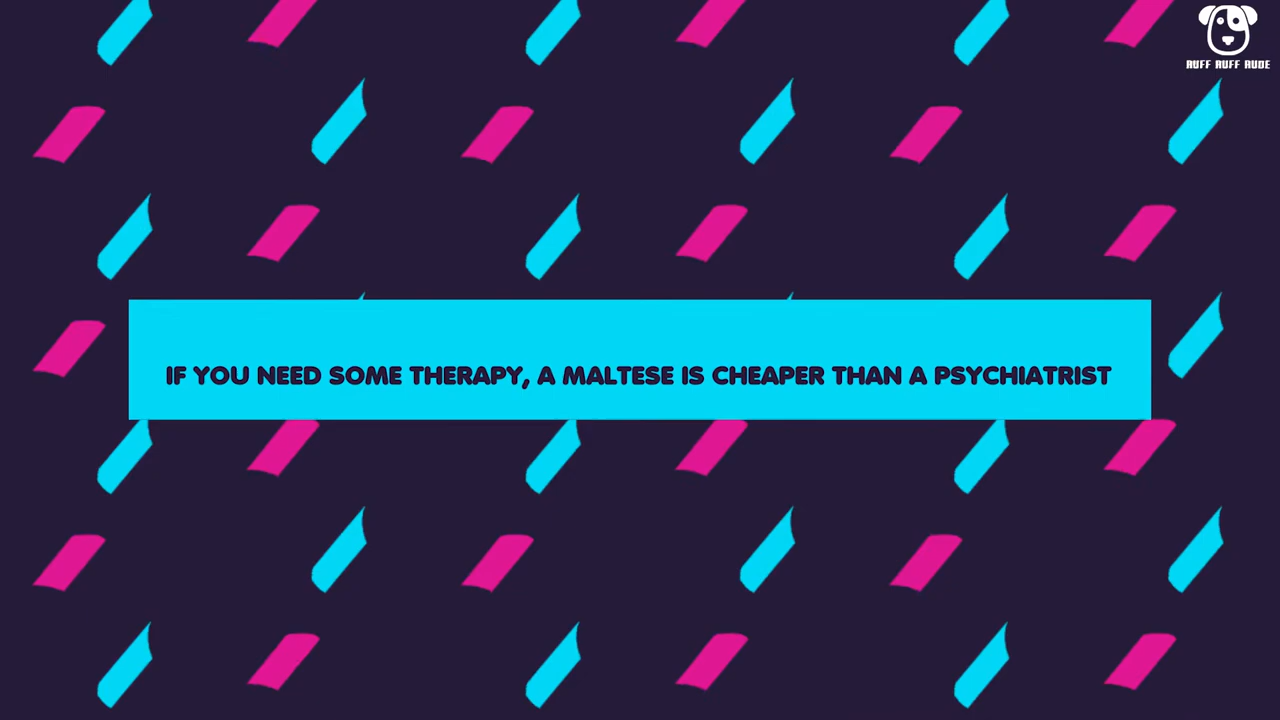 RUFF RUFF RUDE
IF YOU NEED SOME THERAPY, A MALTESE IS CHEAPER THAN A PSYCHIATRIST